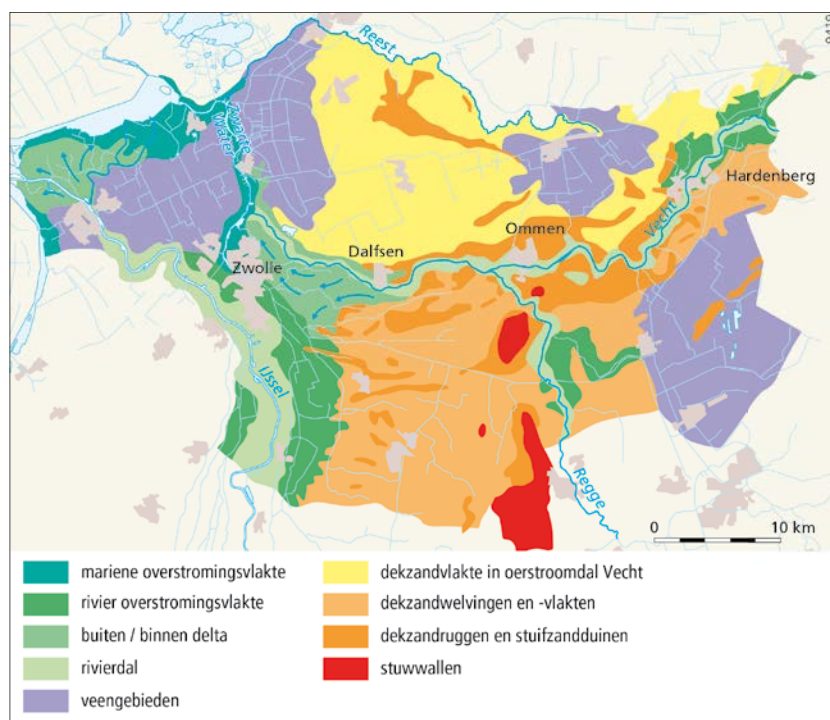 Reest
9419
Zwarte
Water
Hardenberg
Vecht
Ommen
Dalfsen
Zwolle
IJssel
Regge
0 10 km
mariene overstromingsvlakte
rivier overstromingsvlakte
buiten / binnen delta
rivierdal
veengebieden
dekzandvlakte in oerstroomdal Vecht
dekzandwelvingen en -vlakten
dekzandruggen en stuifzandduinen
stuwwallen